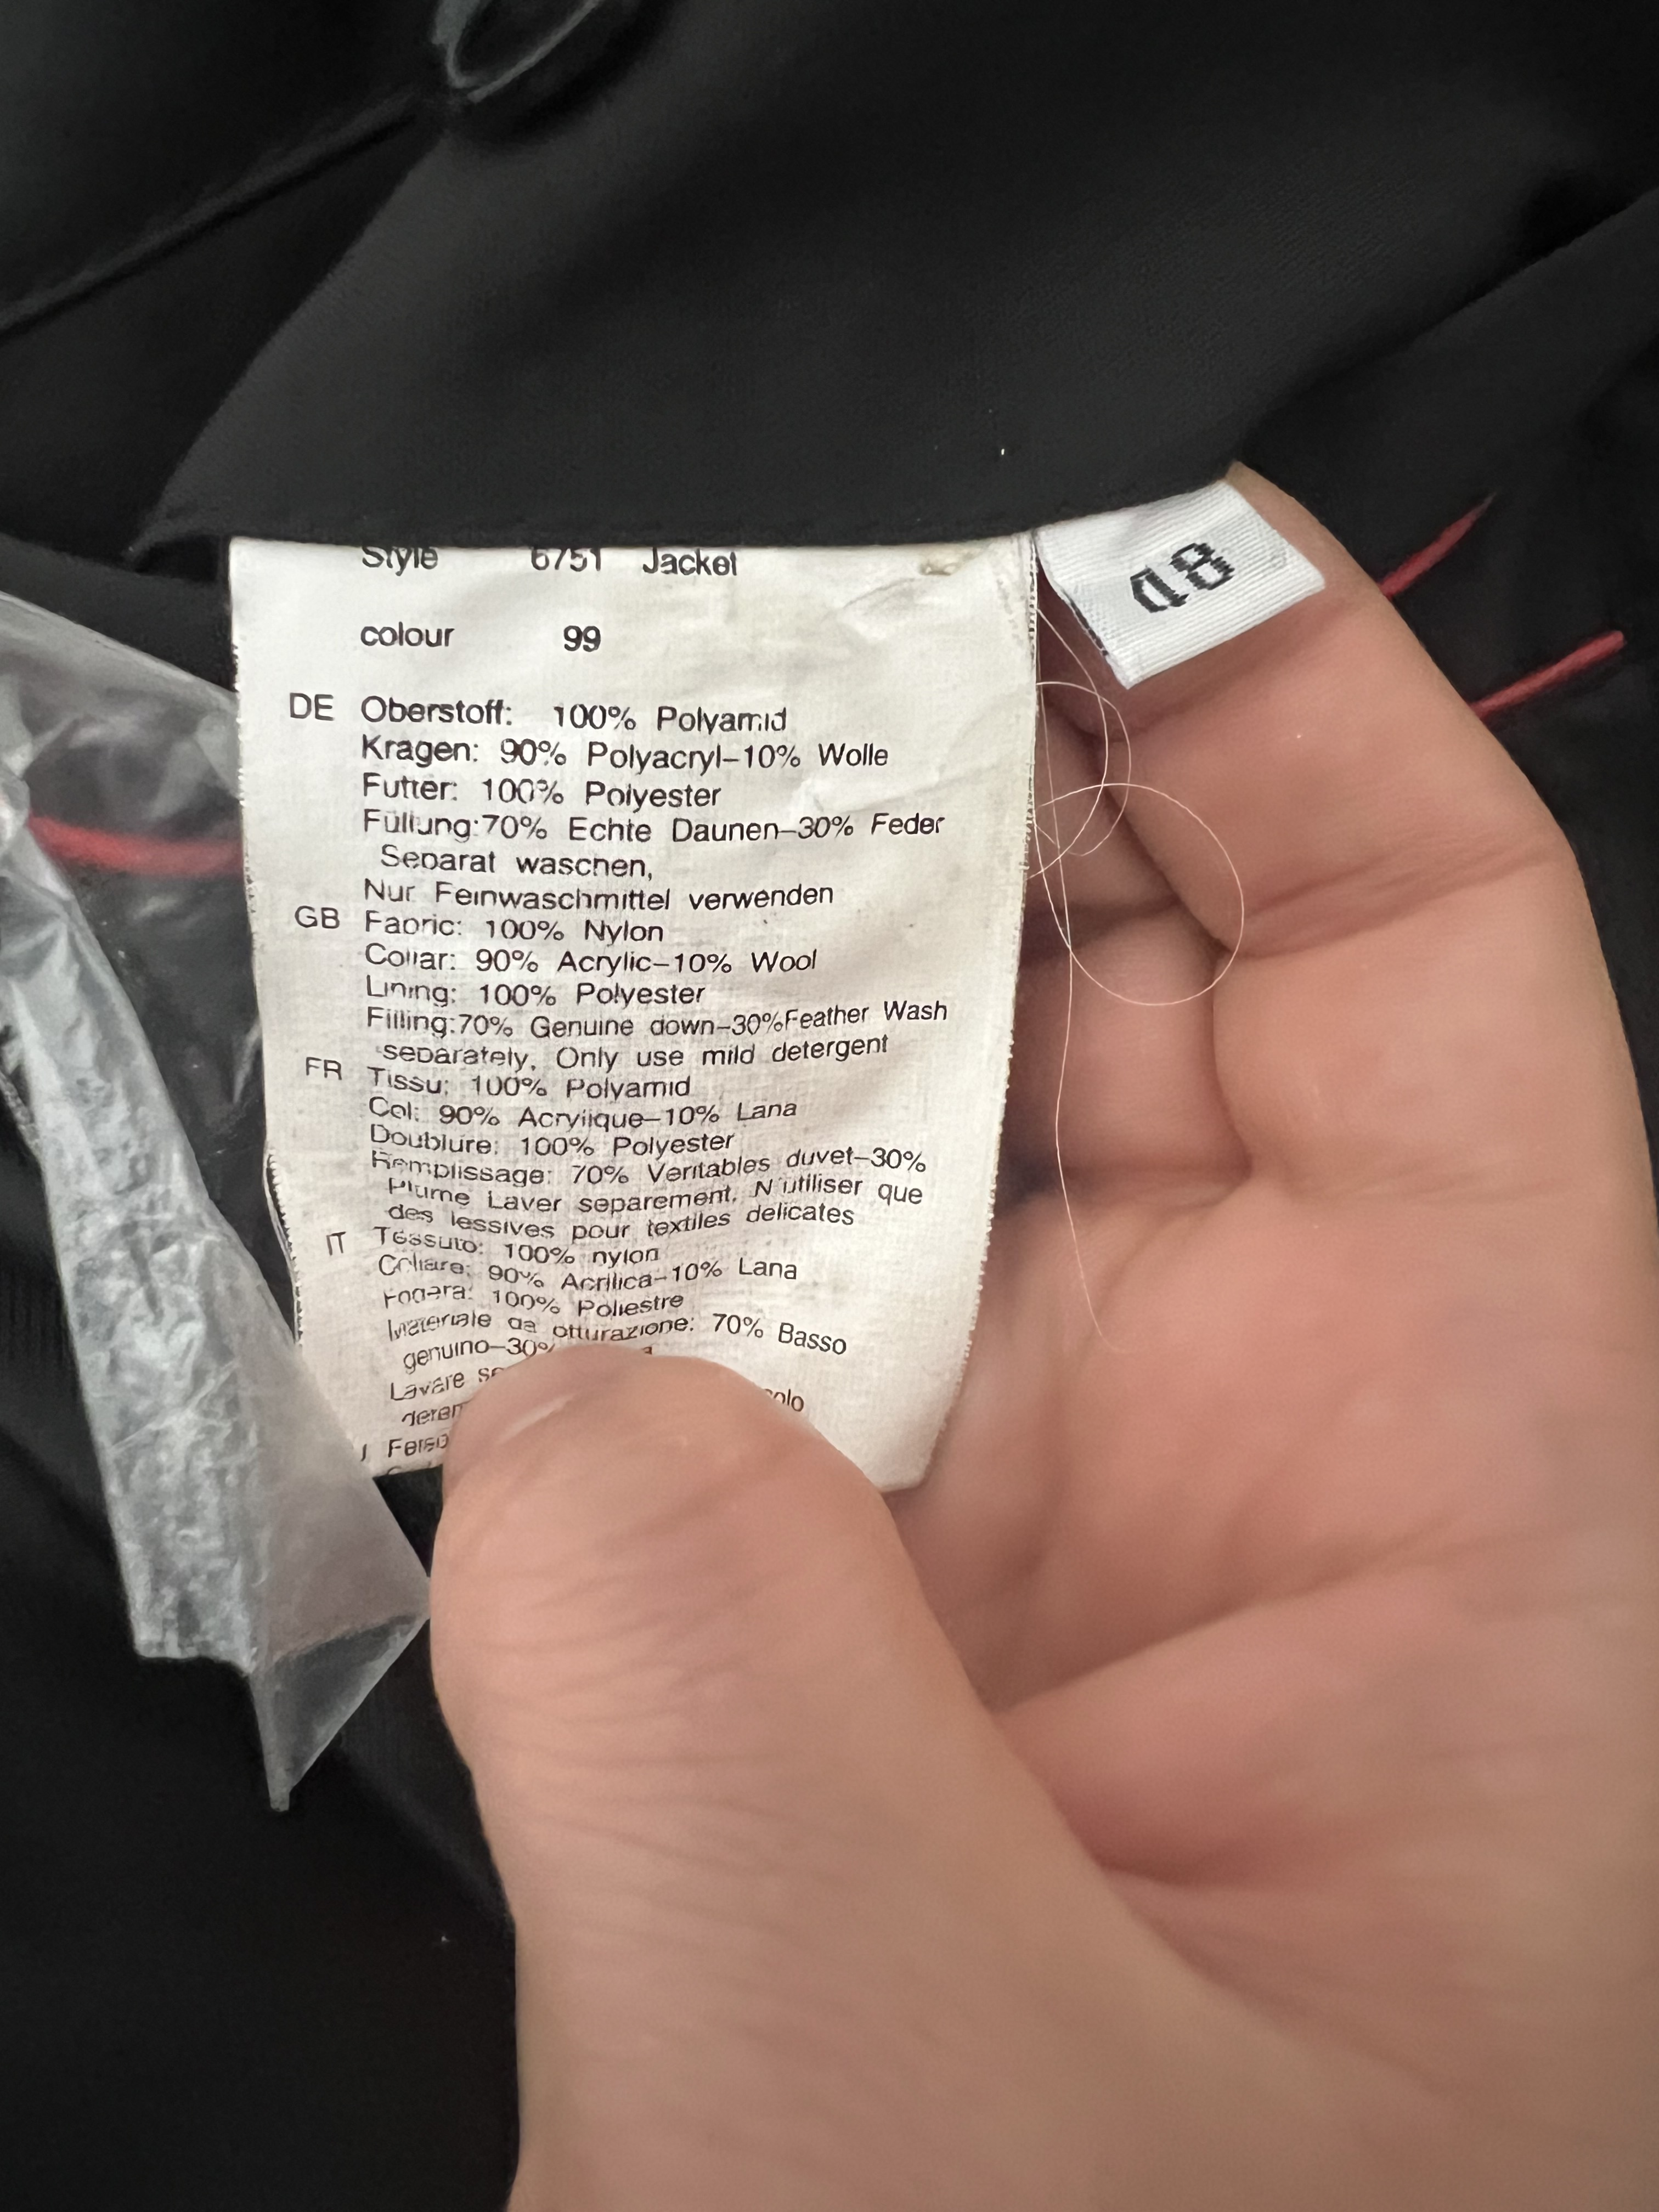 Style 6751 Jacket
48
colour 99
DE Oberstoff: 100% Polyamid
Kragen: 90% Polyacryl-10% Wolle
Futter: 100% Polyester
Füllung:70% Echte Daunen-30% Feder
Separat waschen,
Nur Feinwaschmittel verwenden
GB Fabric: 100% Nylon
Collar: 90% Acrylic-10% Wool
Lining: 100% Polyester
Filling:70% Genuine down-30%Feather Wash
separately, Only use mild detergent
FR Tissu: 100% Polyamid
Col: 90% Acrylique-10% Lana
Doublure: 100% Polyester
Remplissage: 70% Veritables duvet-30%
Plume Laver separement, N'utiliser que
des lessives pour textiles delicates
IT Tessuto: 100% nylon
Collare: 90% Acrilica-10% Lana
Fodera: 100% Poliestre
Materiale da otturazione: 70% Basso
genuino-30%
Lavare